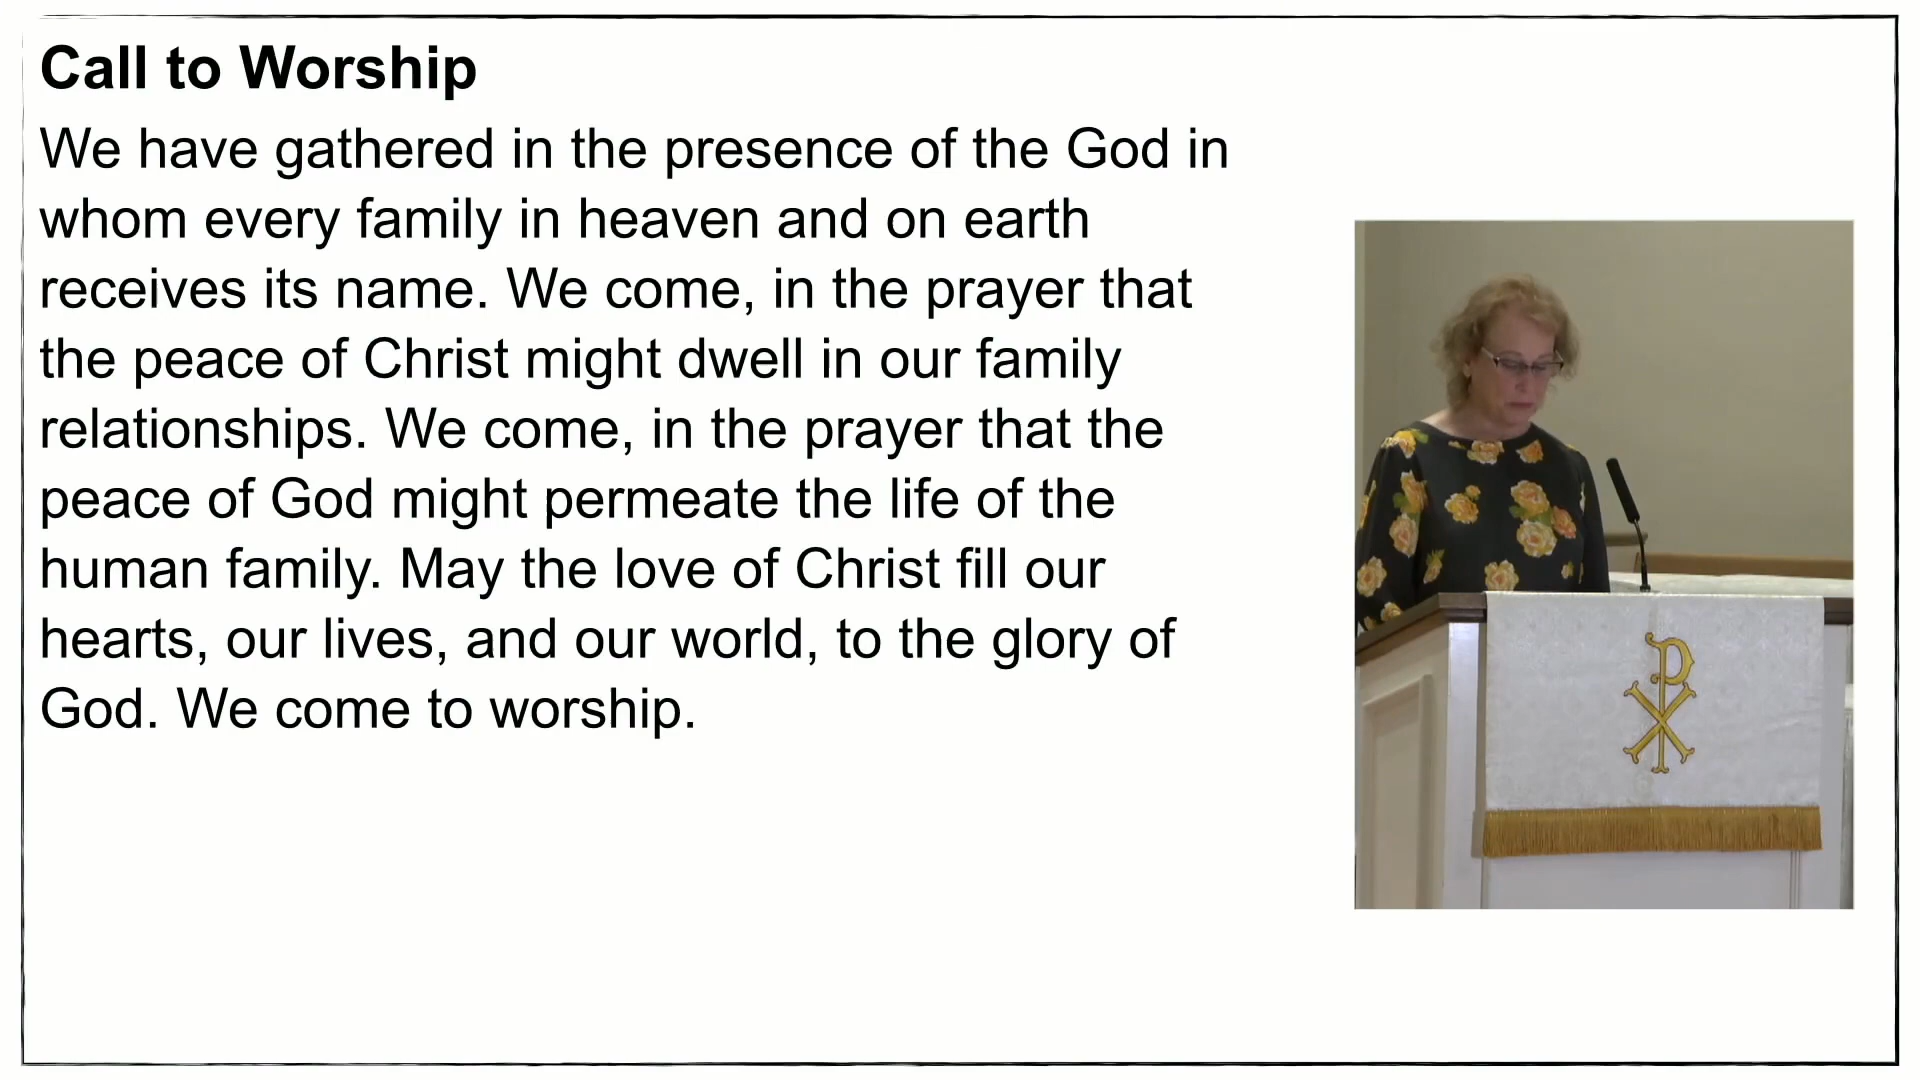 Call to Worship
We have gathered in the presence of the God in
whom every family in heaven and on earth
receives its name. We come, in the prayer that
the peace of Christ might dwell in our family
relationships. We come, in the prayer that the
peace of God might permeate the life of the
human family. May the love of Christ fill our
hearts, our lives, and our world, to the glory of
God. We come to worship.